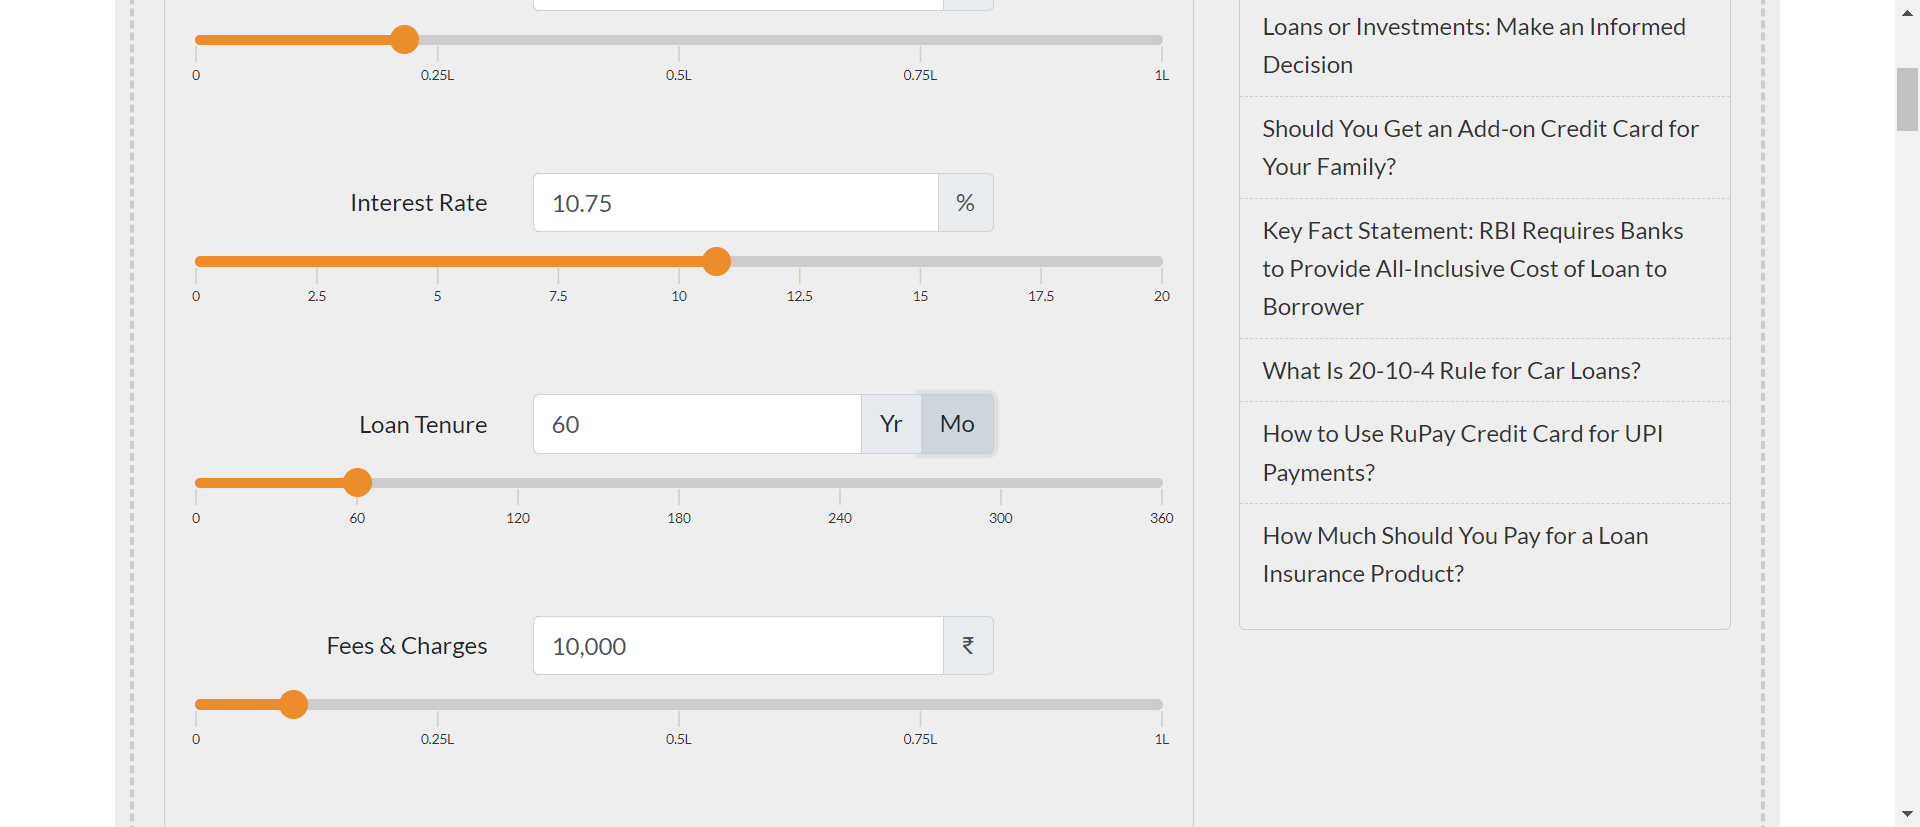 0 0.25L 0.5L 0.75L 1L
Interest Rate 10.75 %
0 2.5 5 7.5 10 12.5 15 17.5 20
Loan Tenure 60 Yr Mo
0 60 120 180 240 300 360
Fees & Charges 10,000 ₹
0 0.25L 0.5L 0.75L 1L
Loans or Investments: Make an Informed
Decision
Should You Get an Add-on Credit Card for
Your Family?
Key Fact Statement: RBI Requires Banks
to Provide All-Inclusive Cost of Loan to
Borrower
What Is 20-10-4 Rule for Car Loans?
How to Use RuPay Credit Card for UPI
Payments?
How Much Should You Pay for a Loan
Insurance Product?